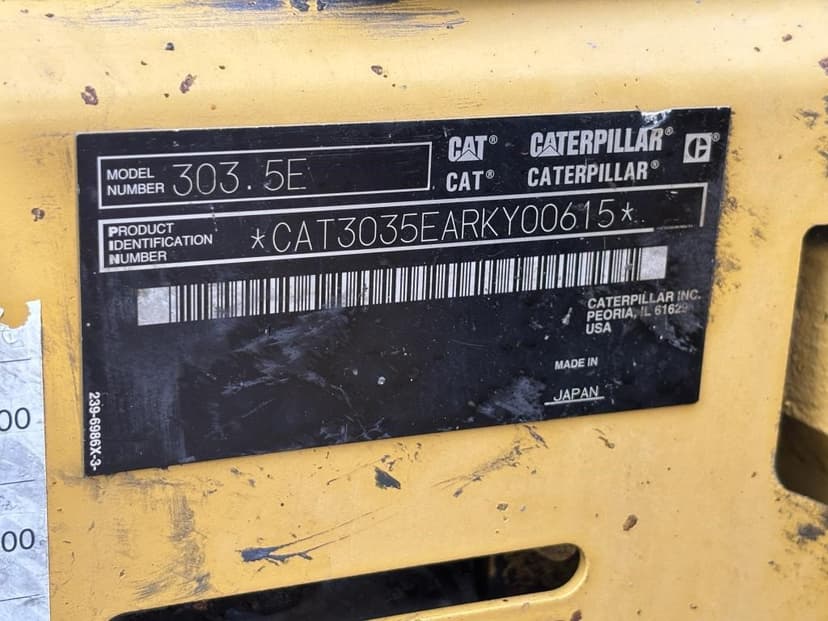 MODEL
NUMBER 303.5E
CAT® CATERPILLAR® C®
CAT® CATERPILLAR®
PRODUCT
IDENTIFICATION
NUMBER *CAT3035EARKY00615*
CATERPILLAR INC.
PEORIA, IL 61629
USA
MADE IN
JAPAN
239-6986X-3-
00
00